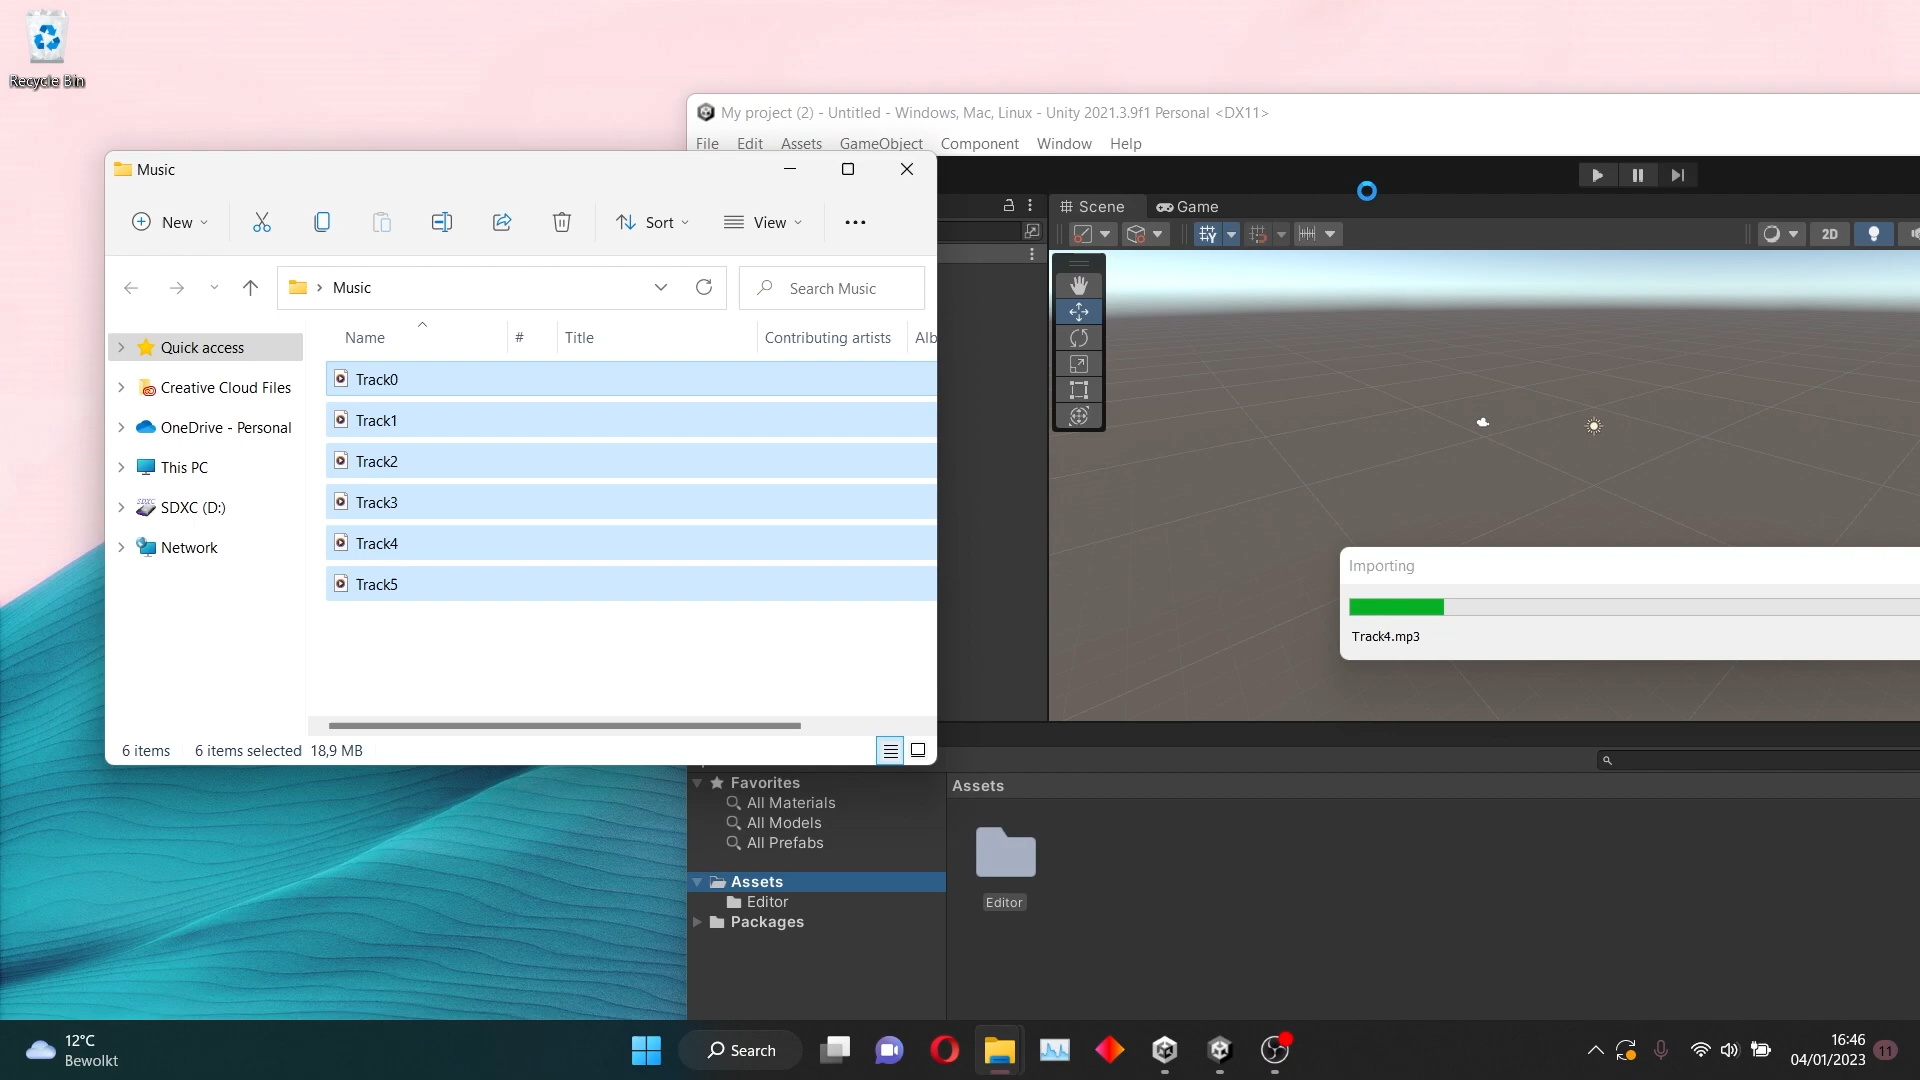 Recycle Bin
My project (2) - Untitled - Windows, Mac, Linux - Unity 2021.3.9f1 Personal <DX11>
File Edit Assets GameObject Component Window Help
Music
New
Sort
View
Music
Search Music
Scene
Game
2D
Name
#
Title
Contributing artists
Alb
Quick access
Creative Cloud Files
OneDrive - Personal
This PC
SDXC (D:)
Network
Track0
Track1
Track2
Track3
Track4
Track5
6 items
6 items selected 18,9 MB
Importing
Track4.mp3
Favorites
All Materials
All Models
All Prefabs
Assets
Editor
Packages
Assets
Editor
12°C
Bewolkt
Search
16:46
04/01/2023
11